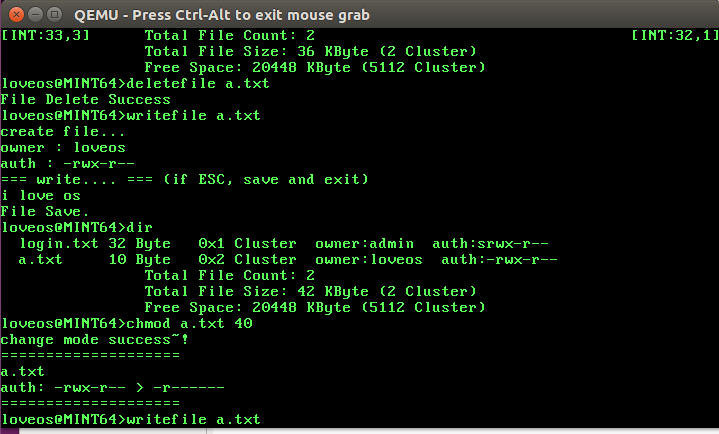 QEMU - Press Ctrl-Alt to exit mouse grab
[INT:33,3] Total File Count: 2 [INT:32,1]
Total File Size: 36 KByte (2 Cluster)
Free Space: 20448 KByte (5112 Cluster)
loveos@MINT64>deletefile a.txt
File Delete Success
loveos@MINT64>writefile a.txt
create file...
owner : loveos
auth : -rwx-r--
=== write.... === (if ESC, save and exit)
i love os
File Save.
loveos@MINT64>dir
login.txt 32 Byte 0x1 Cluster owner:admin auth:srwx-r--
a.txt 10 Byte 0x2 Cluster owner:loveos auth:-rwx-r--
Total File Count: 2
Total File Size: 42 KByte (2 Cluster)
Free Space: 20448 KByte (5112 Cluster)
loveos@MINT64>chmod a.txt 40
change mode success~!
====================
a.txt
auth: -rwx-r-- > -r------
====================
loveos@MINT64>writefile a.txt